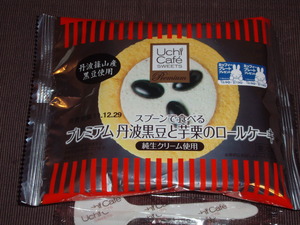 Uchi Café
SWEETS
Premium
丹波篠山産
黒豆使用
.12.29
スプーンで食べる
プレミアム 丹波黒豆と芋栗のロールケーキ
純生クリーム使用
Uchi Café